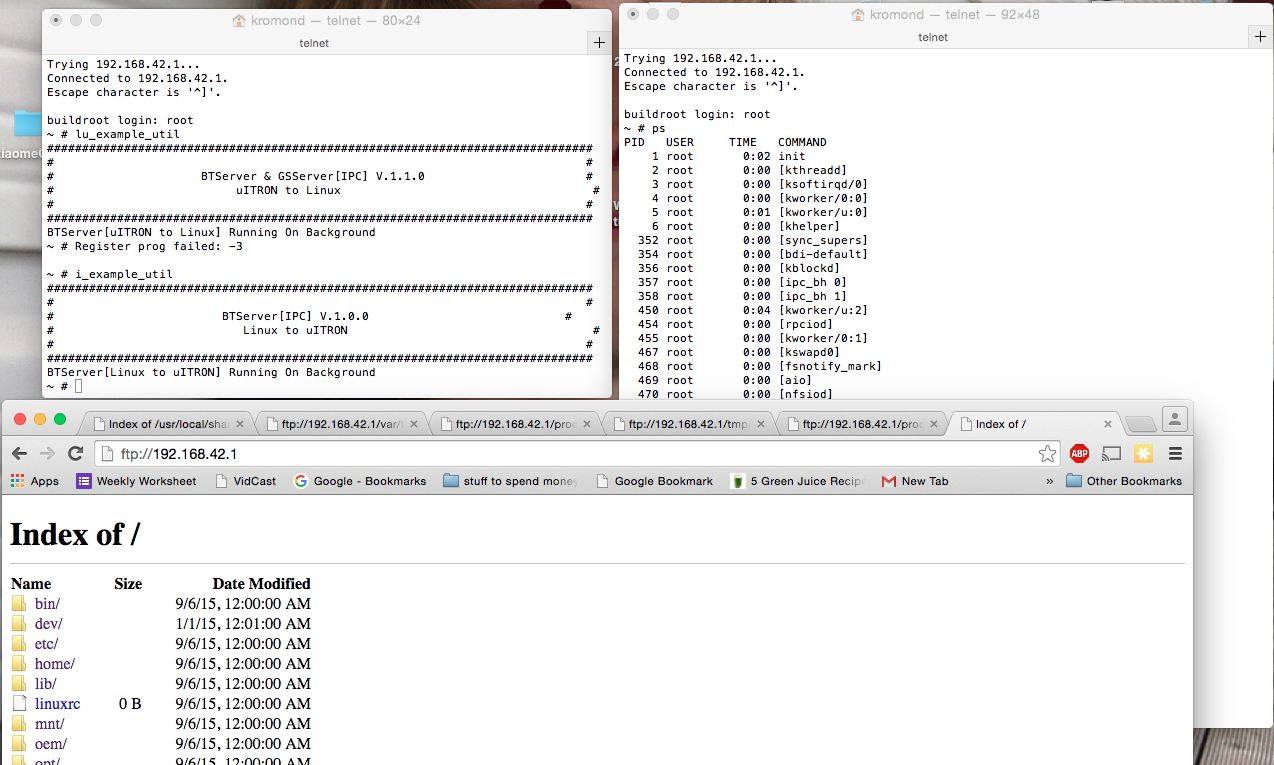 kromond — telnet — 80×24
telnet
Trying 192.168.42.1...
Connected to 192.168.42.1.
Escape character is '^]'.
buildroot login: root
~ # lu_example_util
##############################################################################
# #
# BTServer & GSServer[IPC] V.1.1.0 #
# uITRON to Linux #
# #
##############################################################################
BTServer[uITRON to Linux] Running On Background
~ # Register prog failed: -3
~ # i_example_util
##############################################################################
# #
# BTServer[IPC] V.1.0.0 #
# Linux to uITRON #
# #
##############################################################################
BTServer[Linux to uITRON] Running On Background
~ #
kromond — telnet — 92×48
telnet
Trying 192.168.42.1...
Connected to 192.168.42.1.
Escape character is '^]'.
buildroot login: root
~ # ps
PID USER TIME COMMAND
1 root 0:02 init
2 root 0:00 [kthreadd]
3 root 0:00 [ksoftirqd/0]
4 root 0:00 [kworker/0:0]
5 root 0:01 [kworker/u:0]
6 root 0:00 [khelper]
352 root 0:00 [sync_supers]
354 root 0:00 [bdi-default]
356 root 0:00 [kblockd]
357 root 0:00 [ipc_bh 0]
358 root 0:00 [ipc_bh 1]
450 root 0:04 [kworker/u:2]
454 root 0:00 [rpciod]
455 root 0:00 [kworker/0:1]
467 root 0:00 [kswapd0]
468 root 0:00 [fsnotify_mark]
469 root 0:00 [aio]
470 root 0:00 [nfsiod]
Index of /usr/local/sha ftp://192.168.42.1/var/ ftp://192.168.42.1/proc ftp://192.168.42.1/tmp/ ftp://192.168.42.1/proc Index of /
ftp://192.168.42.1 ABP
Apps Weekly Worksheet VidCast Google - Bookmarks stuff to spend money Google Bookmark 5 Green Juice Recip New Tab » Other Bookmarks
Index of /
Name Size Date Modified
bin/ 9/6/15, 12:00:00 AM
dev/ 1/1/15, 12:01:00 AM
etc/ 9/6/15, 12:00:00 AM
home/ 9/6/15, 12:00:00 AM
lib/ 9/6/15, 12:00:00 AM
linuxrc 0 B 9/6/15, 12:00:00 AM
mnt/ 9/6/15, 12:00:00 AM
oem/ 9/6/15, 12:00:00 AM
opt/ 9/6/15, 12:00:00 AM